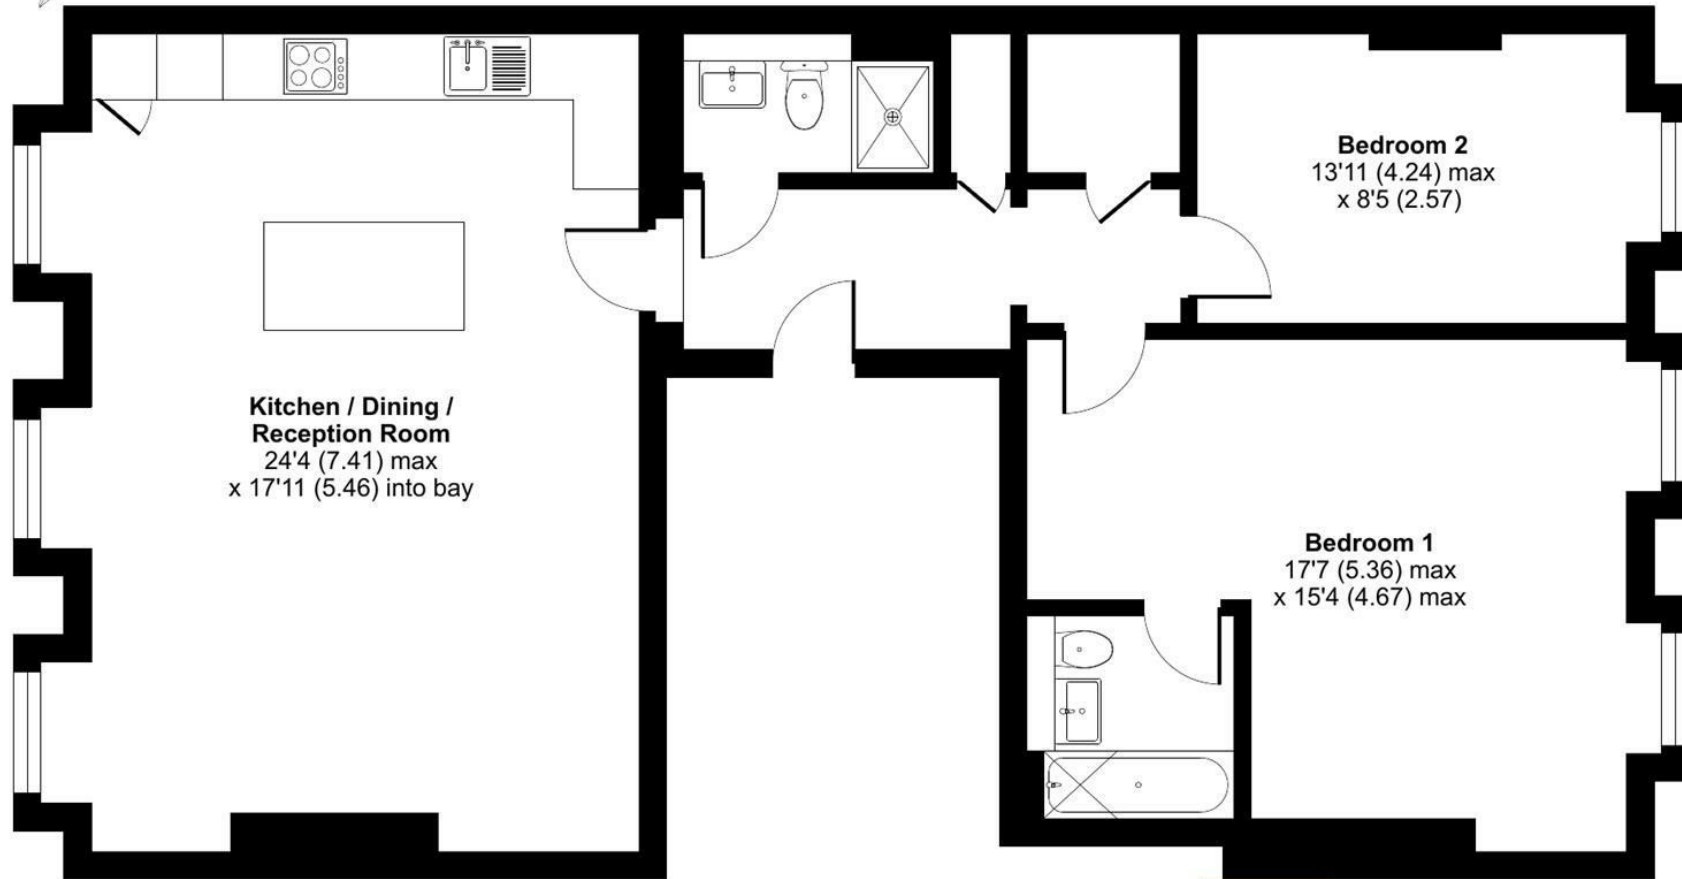 Bedroom 2
13'11 (4.24) max
x 8'5 (2.57)
Kitchen / Dining /
Reception Room
24'4 (7.41) max
x 17'11 (5.46) into bay
Bedroom 1
17'7 (5.36) max
x 15'4 (4.67) max